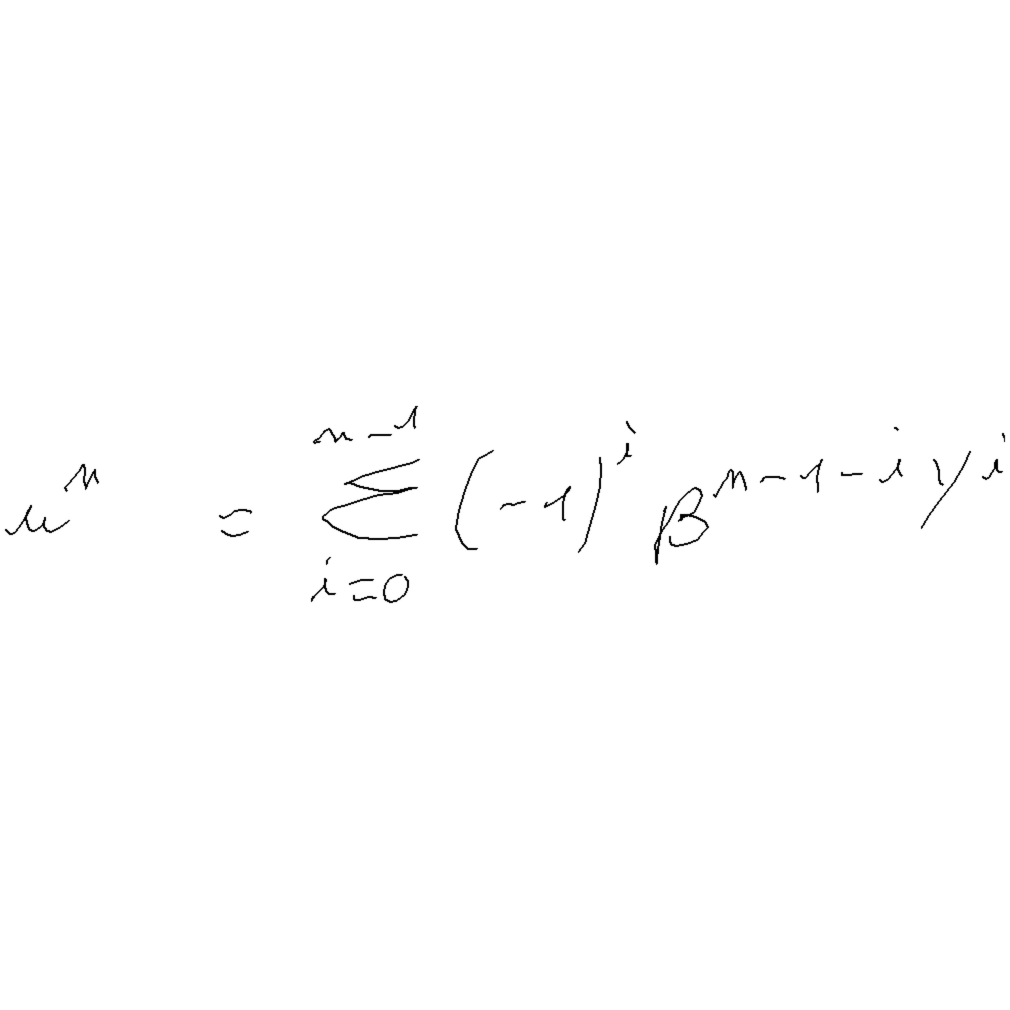 u^n = \sum_{i=0}^{n-1} (-1)^i \beta^{n-1-i} y^i